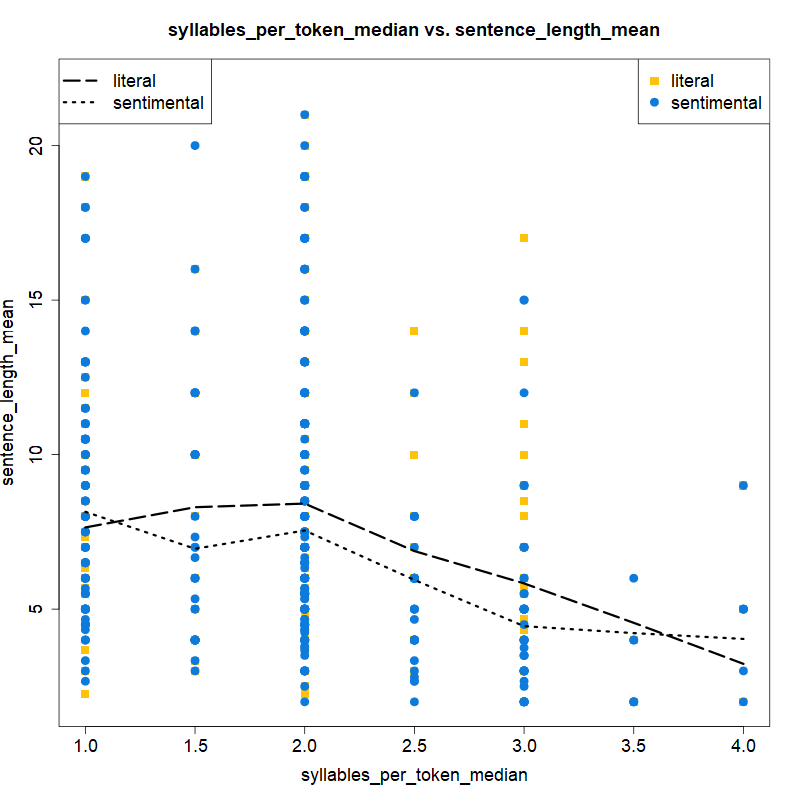 syllables_per_token_median vs. sentence_length_mean
literal
sentimental
literal
sentimental
sentence_length_mean
20
15
10
5
1.0 1.5 2.0 2.5 3.0 3.5 4.0
syllables_per_token_median